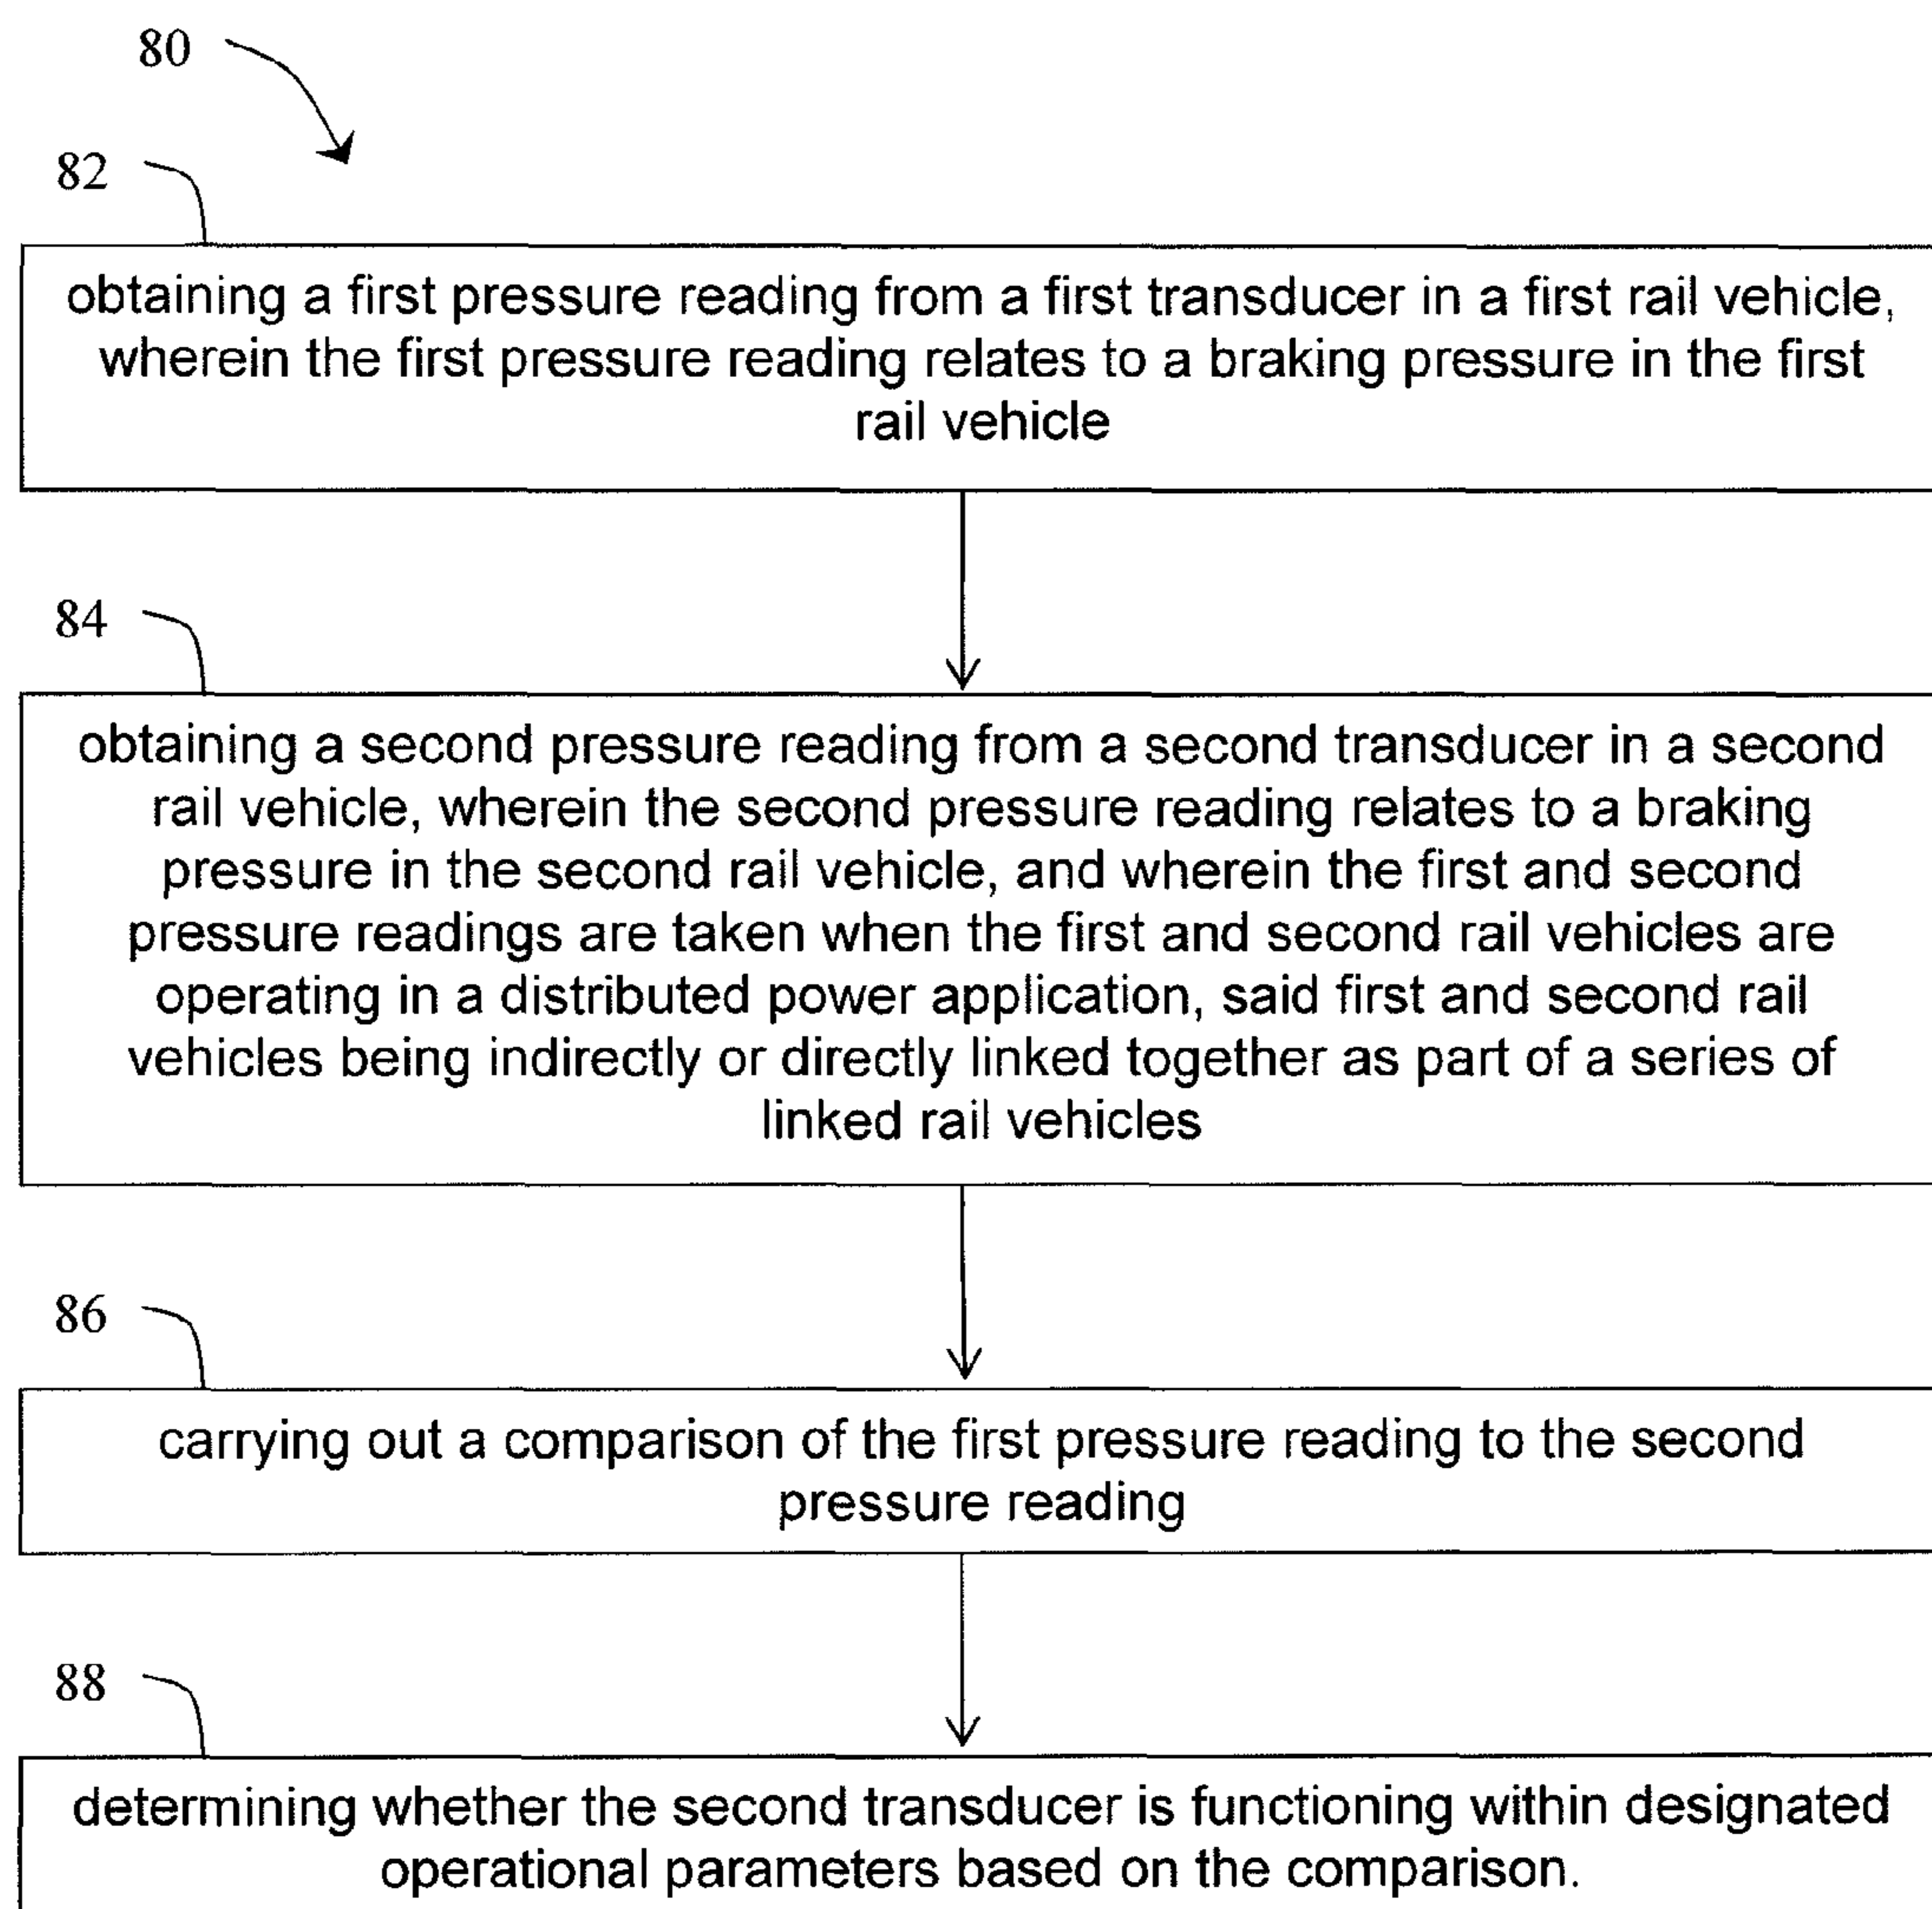 80
82
obtaining a first pressure reading from a first transducer in a first rail vehicle,
wherein the first pressure reading relates to a braking pressure in the first
rail vehicle
84
obtaining a second pressure reading from a second transducer in a second
rail vehicle, wherein the second pressure reading relates to a braking
pressure in the second rail vehicle, and wherein the first and second
pressure readings are taken when the first and second rail vehicles are
operating in a distributed power application, said first and second rail
vehicles being indirectly or directly linked together as part of a series of
linked rail vehicles
86
carrying out a comparison of the first pressure reading to the second
pressure reading
88
determining whether the second transducer is functioning within designated
operational parameters based on the comparison.